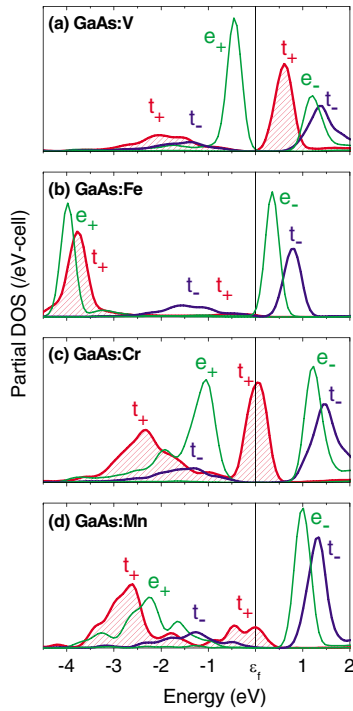 (a) GaAs:V
e+
t+
e-
t-
t+
t-
(b) GaAs:Fe
e+
t+
e-
t-
t-
t+
(c) GaAs:Cr
e+
t+
e-
t-
t+
t-
(d) GaAs:Mn
e-
t-
t+
e+
t-
t+
Partial DOS (/eV-cell)
-4 -3 -2 -1 εf 1 2
Energy (eV)